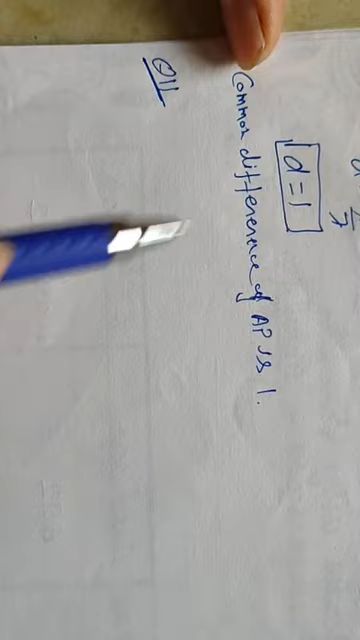 d = 1
Common difference of AP is 1.
Q11